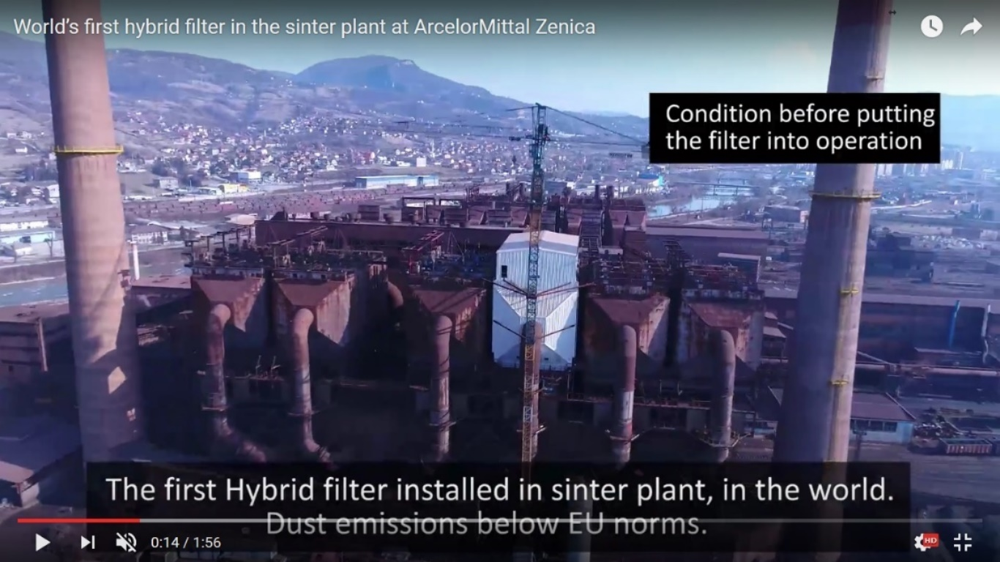 World’s first hybrid filter in the sinter plant at ArcelorMittal Zenica
Condition before putting
the filter into operation
The first Hybrid filter installed in sinter plant, in the world.
Dust emissions below EU norms.
0:14 / 1:56
HD